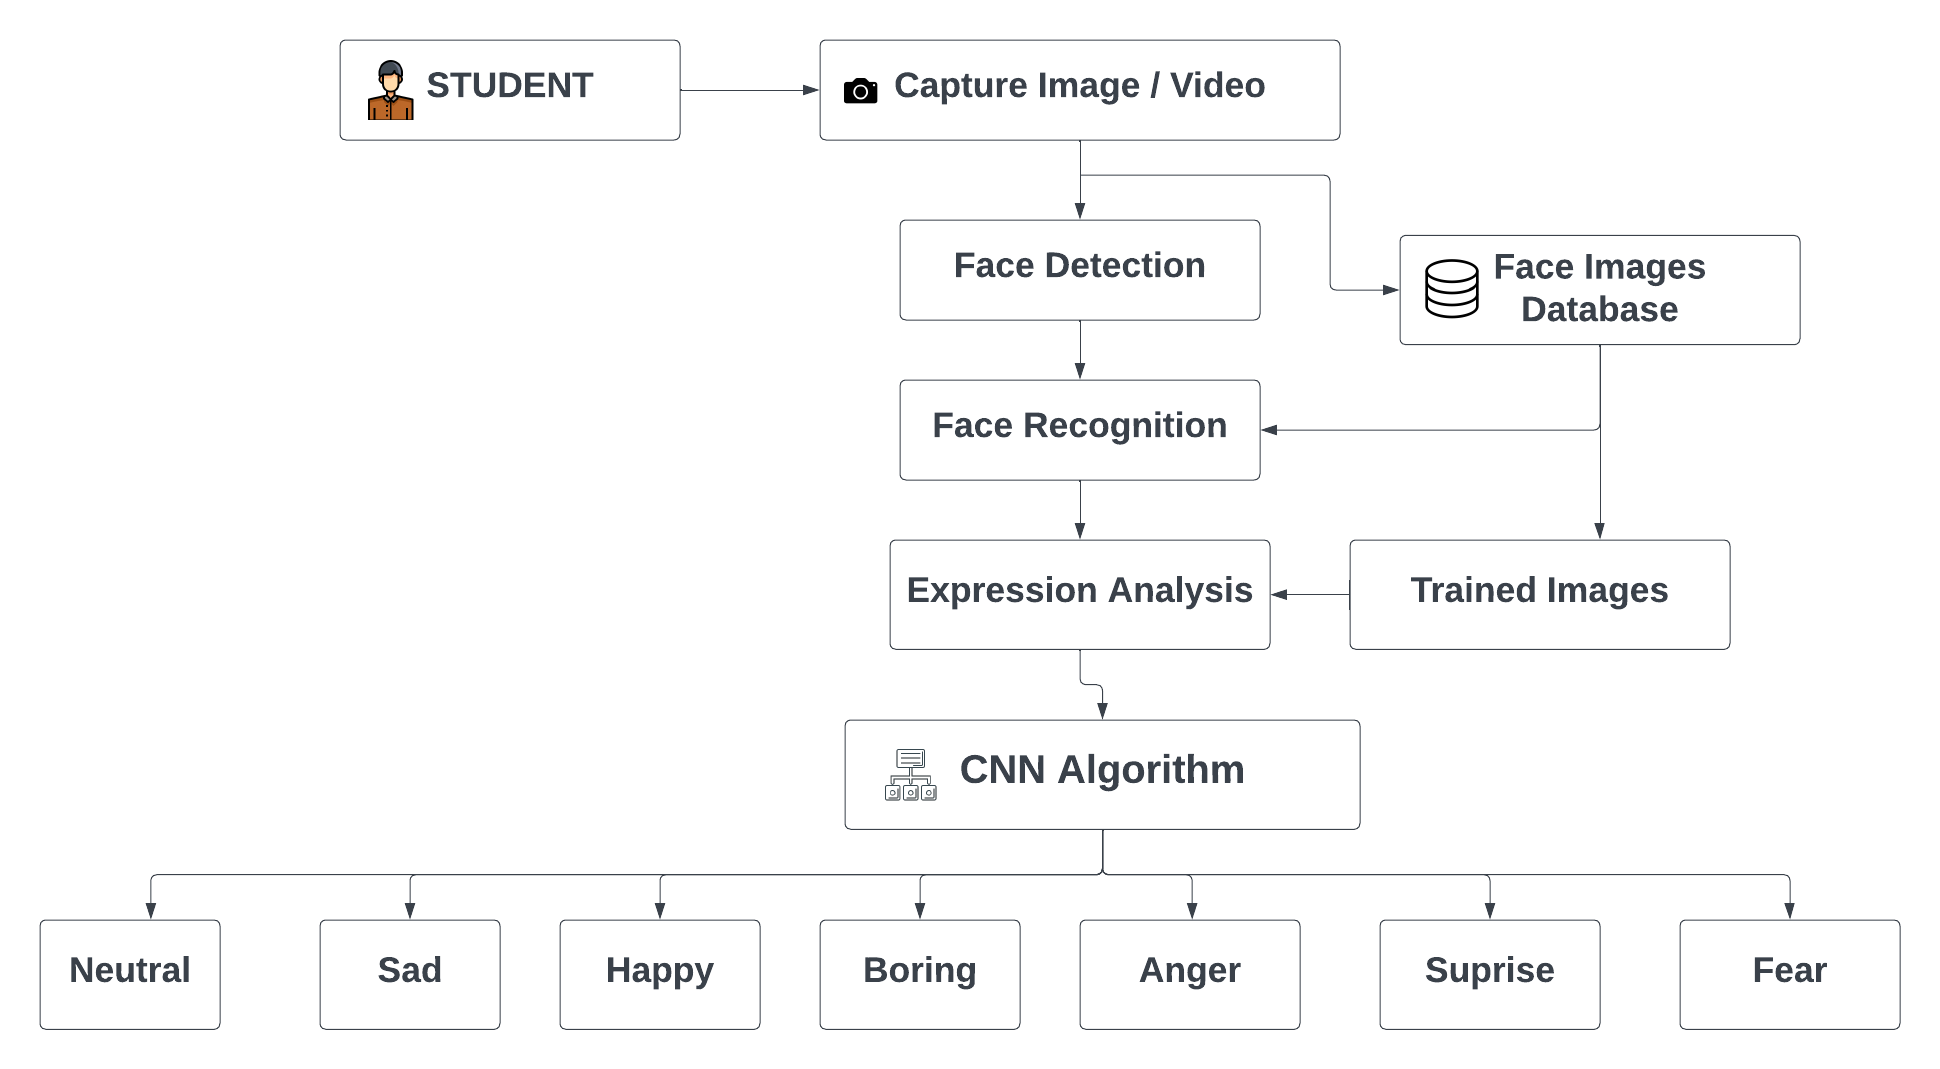 STUDENT
Capture Image / Video
Face Detection
Face Images
Database
Face Recognition
Expression Analysis
Trained Images
CNN Algorithm
Neutral
Sad
Happy
Boring
Anger
Suprise
Fear